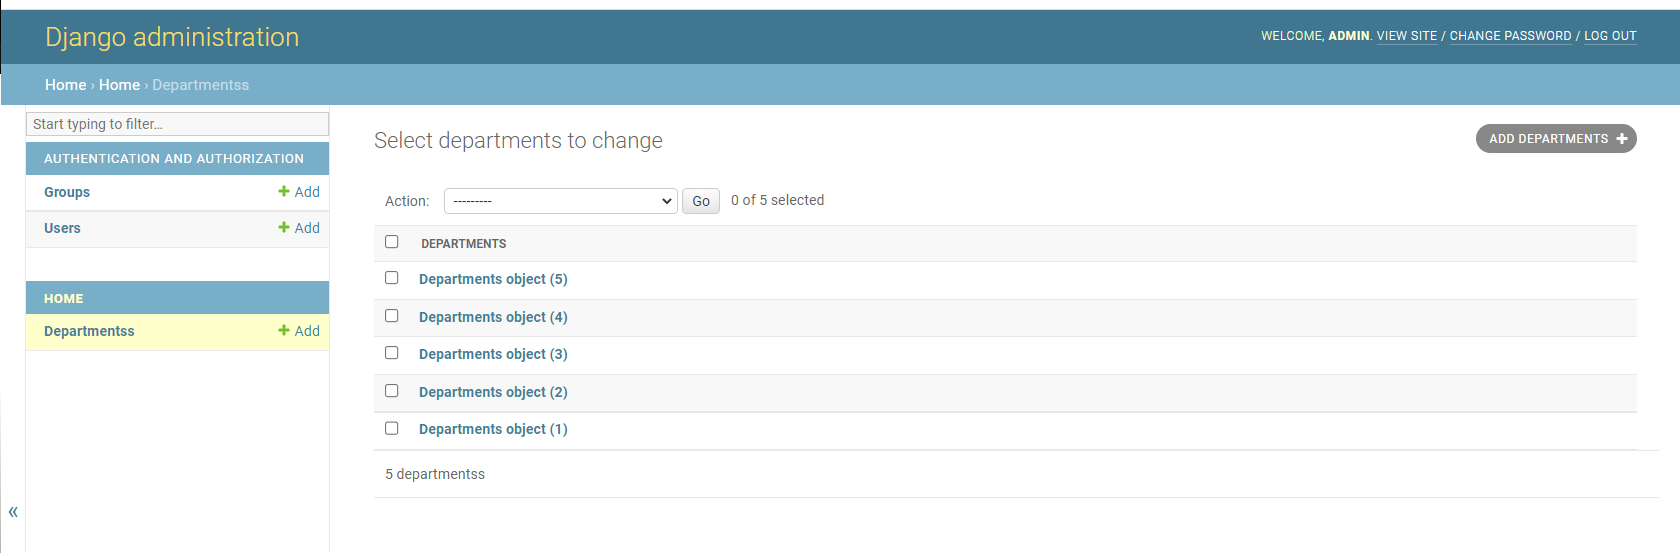 Django administration
WELCOME, ADMIN. VIEW SITE / CHANGE PASSWORD / LOG OUT
Home › Home › Departmentss
Start typing to filter…
AUTHENTICATION AND AUTHORIZATION
Groups + Add
Users + Add
HOME
Departmentss + Add
«
Select departments to change
ADD DEPARTMENTS +
Action: --------- Go 0 of 5 selected
DEPARTMENTS
Departments object (5)
Departments object (4)
Departments object (3)
Departments object (2)
Departments object (1)
5 departmentss